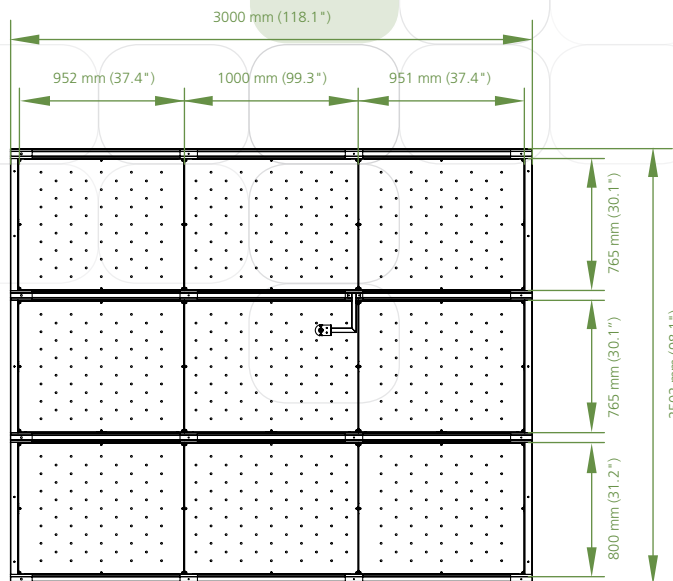 3000 mm (118.1")
952 mm (37.4")
1000 mm (99.3")
951 mm (37.4")
765 mm (30.1")
765 mm (30.1")
800 mm (31.2")